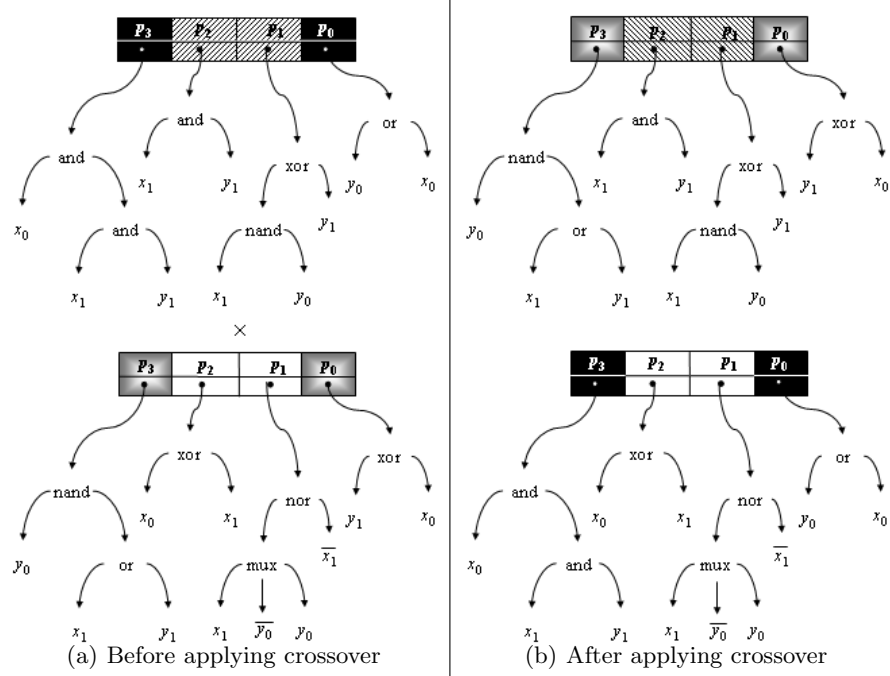 p3 p2 p1 p0
and or
and xor
x1 y1 y0 x0
x0 and nand y1
x1 y1 x1 y0
×
p3 p2 p1 p0
xor xor
nand nor
x0 x1 y1 x0
y0 or mux x̅1
x1 y1 x1 y̅0 y0
(a) Before applying crossover
p3 p2 p1 p0
and xor
nand xor
x1 y1 y1 x0
y0 or nand y1
x1 y1 x1 y0
p3 p2 p1 p0
xor or
and nor
x0 x1 y0 x0
x0 and mux x̅1
x1 y1 x1 y̅0 y0
(b) After applying crossover